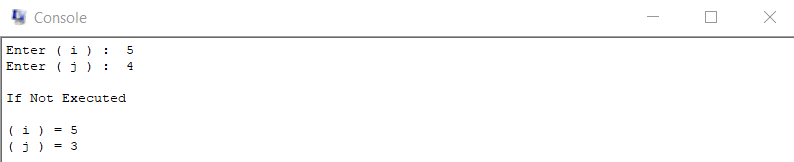 Console
Enter ( i ) :  5
Enter ( j ) :  4
If Not Executed
( i ) = 5
( j ) = 3